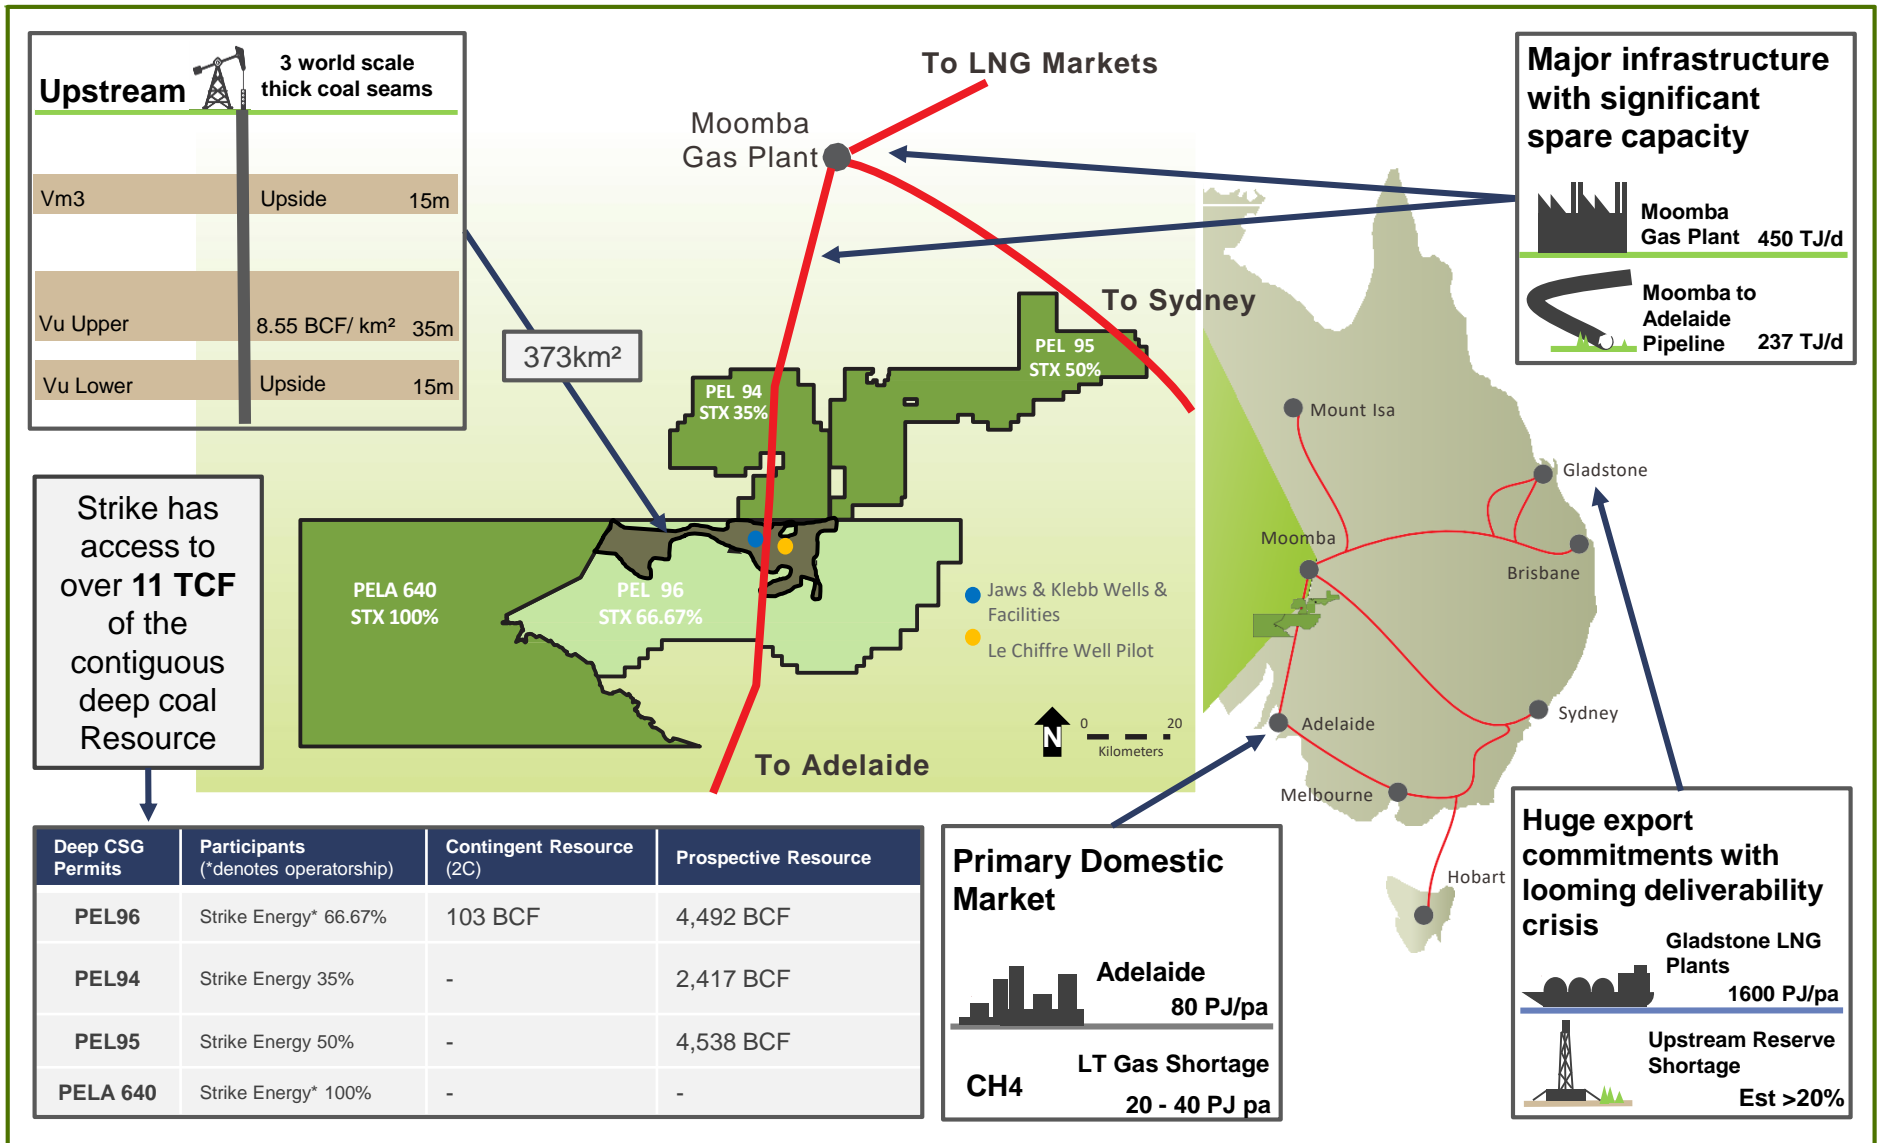 Upstream
3 world scale
thick coal seams
Vm3 Upside 15m
Vu Upper 8.55 BCF/ km² 35m
Vu Lower Upside 15m
To LNG Markets
Moomba
Gas Plant
To Sydney
373km²
PEL 95
STX 50%
PEL 94
STX 35%
PELA 640
STX 100%
PEL 96
STX 66.67%
Jaws & Klebb Wells &
Facilities
Le Chiffre Well Pilot
N
0 20
Kilometers
To Adelaide
Major infrastructure
with significant
spare capacity
Moomba
Gas Plant 450 TJ/d
Moomba to
Adelaide
Pipeline 237 TJ/d
Mount Isa
Gladstone
Moomba
Brisbane
Adelaide
Sydney
Melbourne
Hobart
Strike has
access to
over 11 TCF
of the
contiguous
deep coal
Resource
Deep CSG
Permits
Participants
(*denotes operatorship)
Contingent Resource
(2C)
Prospective Resource
PEL96 Strike Energy* 66.67% 103 BCF 4,492 BCF
PEL94 Strike Energy 35% - 2,417 BCF
PEL95 Strike Energy 50% - 4,538 BCF
PELA 640 Strike Energy* 100% - -
Primary Domestic
Market
Adelaide
80 PJ/pa
CH4
LT Gas Shortage
20 - 40 PJ pa
Huge export
commitments with
looming deliverability
crisis
Gladstone LNG
Plants
1600 PJ/pa
Upstream Reserve
Shortage
Est >20%